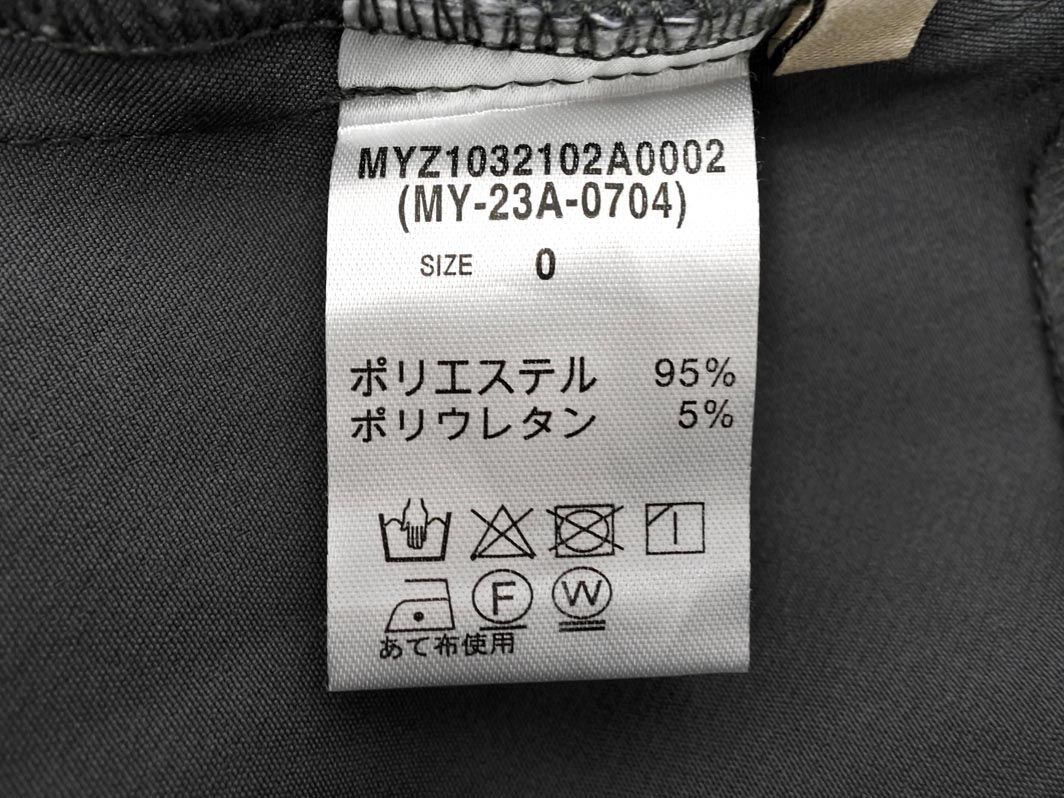 MYZ1032102A0002
(MY-23A-0704)
SIZE 0
ポリエステル 95%
ポリウレタン 5%
F W
あて布使用